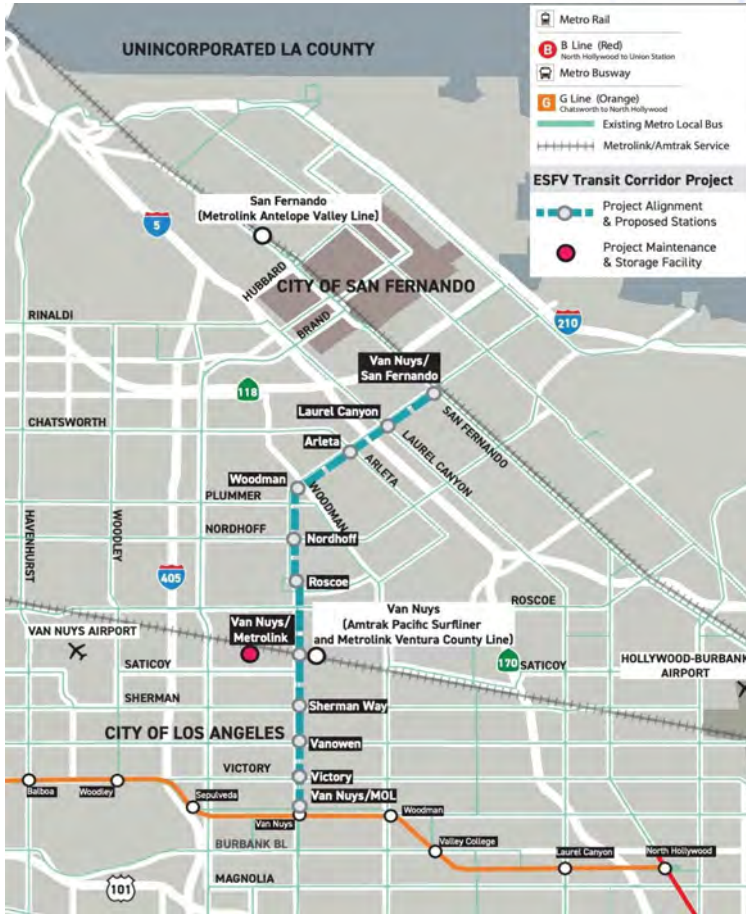 UNINCORPORATED LA COUNTY
Metro Rail
B
B Line (Red)
North Hollywood to Union Station
Metro Busway
G
G Line (Orange)
Chatsworth to North Hollywood
Existing Metro Local Bus
Metrolink/Amtrak Service
ESFV Transit Corridor Project
Project Alignment
& Proposed Stations
Project Maintenance
& Storage Facility
San Fernando
(Metrolink Antelope Valley Line)
5
HUBBARD
CITY OF SAN FERNANDO
RINALDI
BRAND
210
Van Nuys/
San Fernando
118
SAN FERNANDO
CHATSWORTH
Laurel Canyon
LAUREL CANYON
Arleta
ARLETA
Woodman
WOODMAN
PLUMMER
HAVENHURST
WOODLEY
NORDHOFF
Nordhoff
405
Roscoe
ROSCOE
VAN NUYS AIRPORT
Van Nuys/
Metrolink
Van Nuys
(Amtrak Pacific Surfliner
and Metrolink Ventura County Line)
170
SATICOY
SATICOY
HOLLYWOOD-BURBANK
AIRPORT
SHERMAN
Sherman Way
CITY OF LOS ANGELES
Vanowen
VICTORY
Victory
Balboa
Woodley
Sepulveda
Van Nuys/MOL
Van Nuys
Woodman
BURBANK BL
Valley College
Laurel Canyon
North Hollywood
MAGNOLIA
101